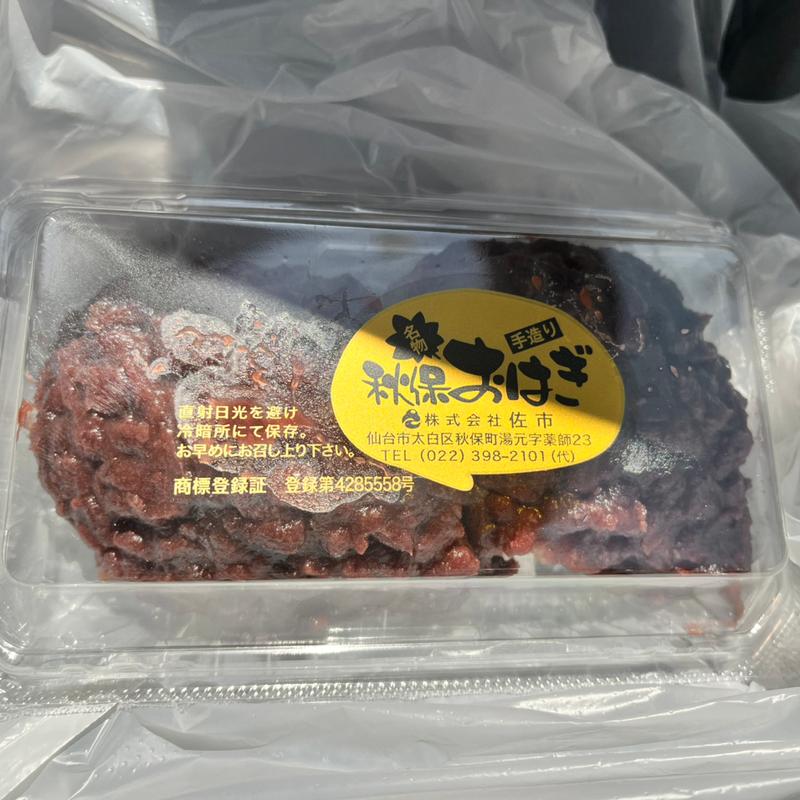 名物
手造り
秋保おはぎ
株式会社 佐市
仙台市太白区秋保町湯元字薬師23
TEL (022) 398-2101 (代)
直射日光を避け
冷暗所にて保存。
お早めにお召し上り下さい。
商標登録証 登録第4285558号